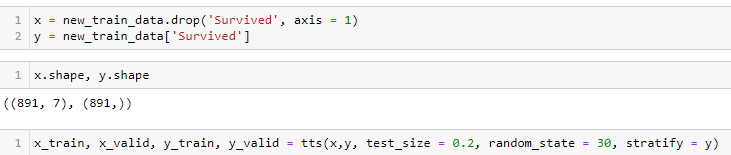 1 x = new_train_data.drop('Survived', axis = 1)
2 y = new_train_data['Survived']
1 x.shape, y.shape
((891, 7), (891,))
1 x_train, x_valid, y_train, y_valid = tts(x,y, test_size = 0.2, random_state = 30, stratify = y)